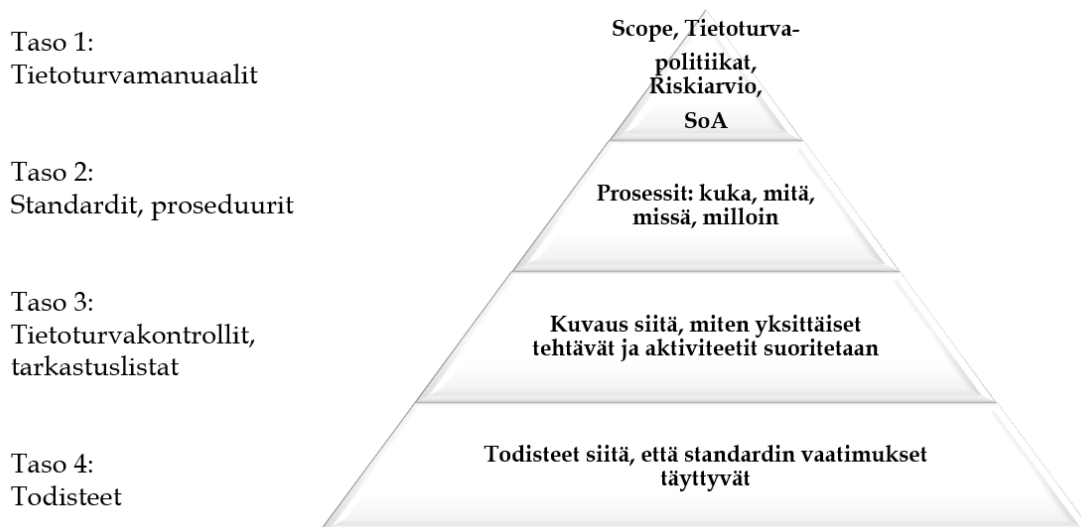 Taso 1:
Tietoturvamanuaalit
Scope, Tietoturva-
politiikat,
Riskiarvio,
SoA
Taso 2:
Standardit, proseduurit
Prosessit: kuka, mitä,
missä, milloin
Taso 3:
Tietoturvakontrollit,
tarkastuslistat
Kuvaus siitä, miten yksittäiset
tehtävät ja aktiviteetit suoritetaan
Taso 4:
Todisteet
Todisteet siitä, että standardin vaatimukset
täyttyvät